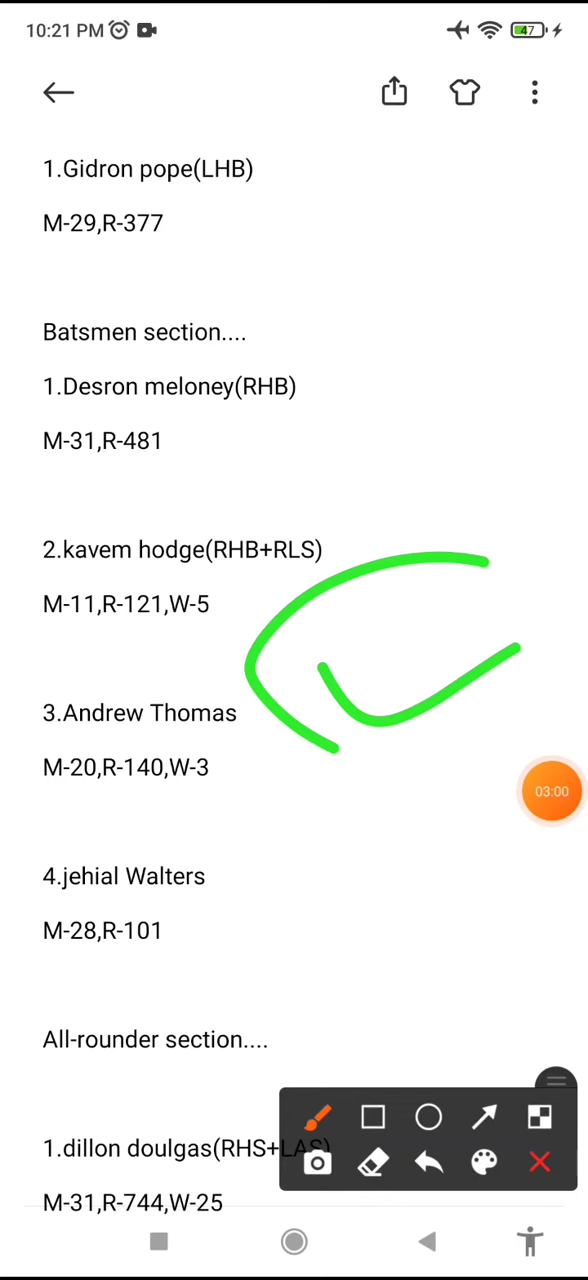 10:21 PM
47
1.Gidron pope(LHB)
M-29,R-377
Batsmen section....
1.Desron meloney(RHB)
M-31,R-481
2.kavem hodge(RHB+RLS)
M-11,R-121,W-5
3.Andrew Thomas
M-20,R-140,W-3
03:00
4.jehial Walters
M-28,R-101
All-rounder section....
1.dillon doulgas(RHS+LAS)
M-31,R-744,W-25